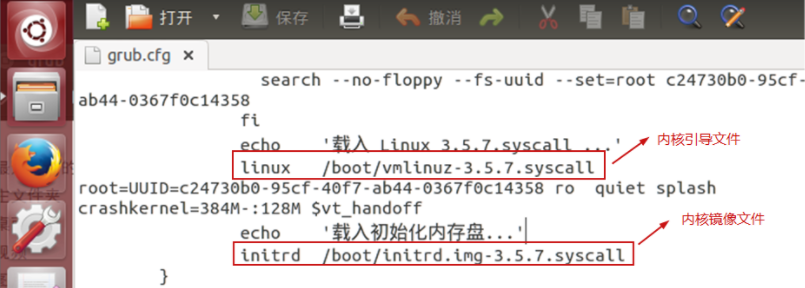 打开 保存 撤消
grub.cfg ×
search --no-floppy --fs-uuid --set=root c24730b0-95cf-
ab44-0367f0c14358
fi
echo '载入 Linux 3.5.7.syscall ...'
内核引导文件
linux /boot/vmlinuz-3.5.7.syscall
root=UUID=c24730b0-95cf-40f7-ab44-0367f0c14358 ro quiet splash
crashkernel=384M-:128M $vt_handoff
echo '载入初始化内存盘...'
内核镜像文件
initrd /boot/initrd.img-3.5.7.syscall
}